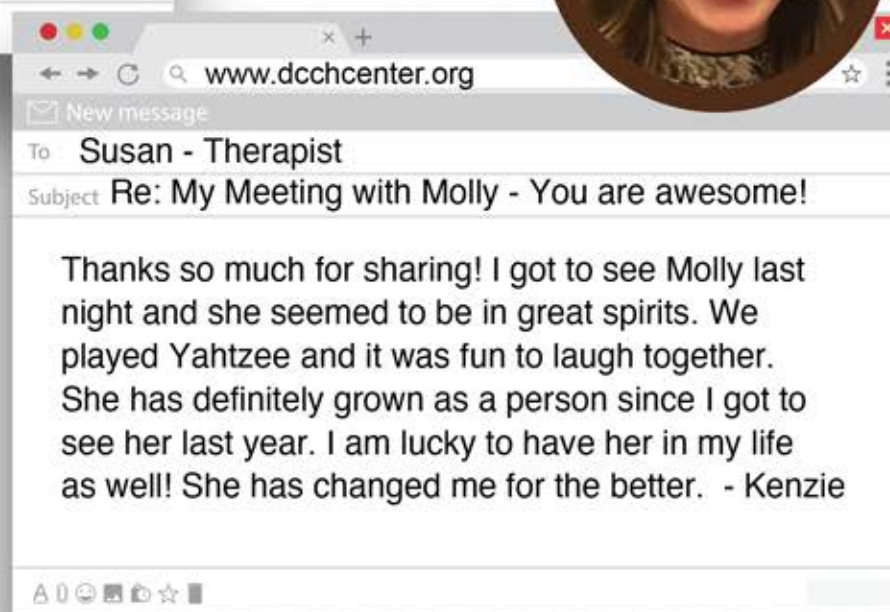 www.dcchcenter.org
New message
To Susan - Therapist
Subject Re: My Meeting with Molly - You are awesome!
Thanks so much for sharing! I got to see Molly last
night and she seemed to be in great spirits. We
played Yahtzee and it was fun to laugh together.
She has definitely grown as a person since I got to
see her last year. I am lucky to have her in my life
as well! She has changed me for the better.  - Kenzie